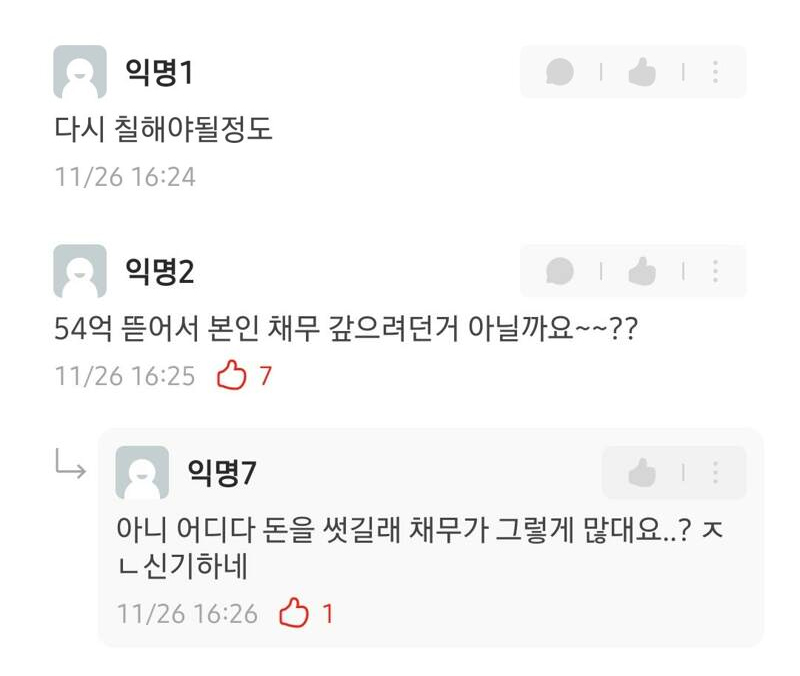 익명1
다시 칠해야될정도
11/26 16:24
익명2
54억 뜯어서 본인 채무 갚으려던거 아닐까요~~??
11/26 16:25 7
익명7
아니 어디다 돈을 썻길래 채무가 그렇게 많대요..? ㅈ
ㄴ신기하네
11/26 16:26 1